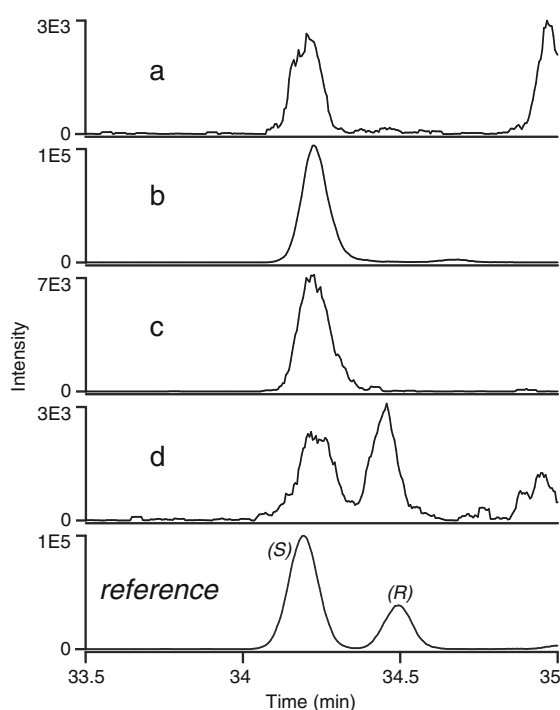 3E3
a
0
1E5
b
0
7E3
c
0
Intensity
3E3
d
0
1E5
(S)
reference
(R)
0
33.5 34 34.5 35
Time (min)